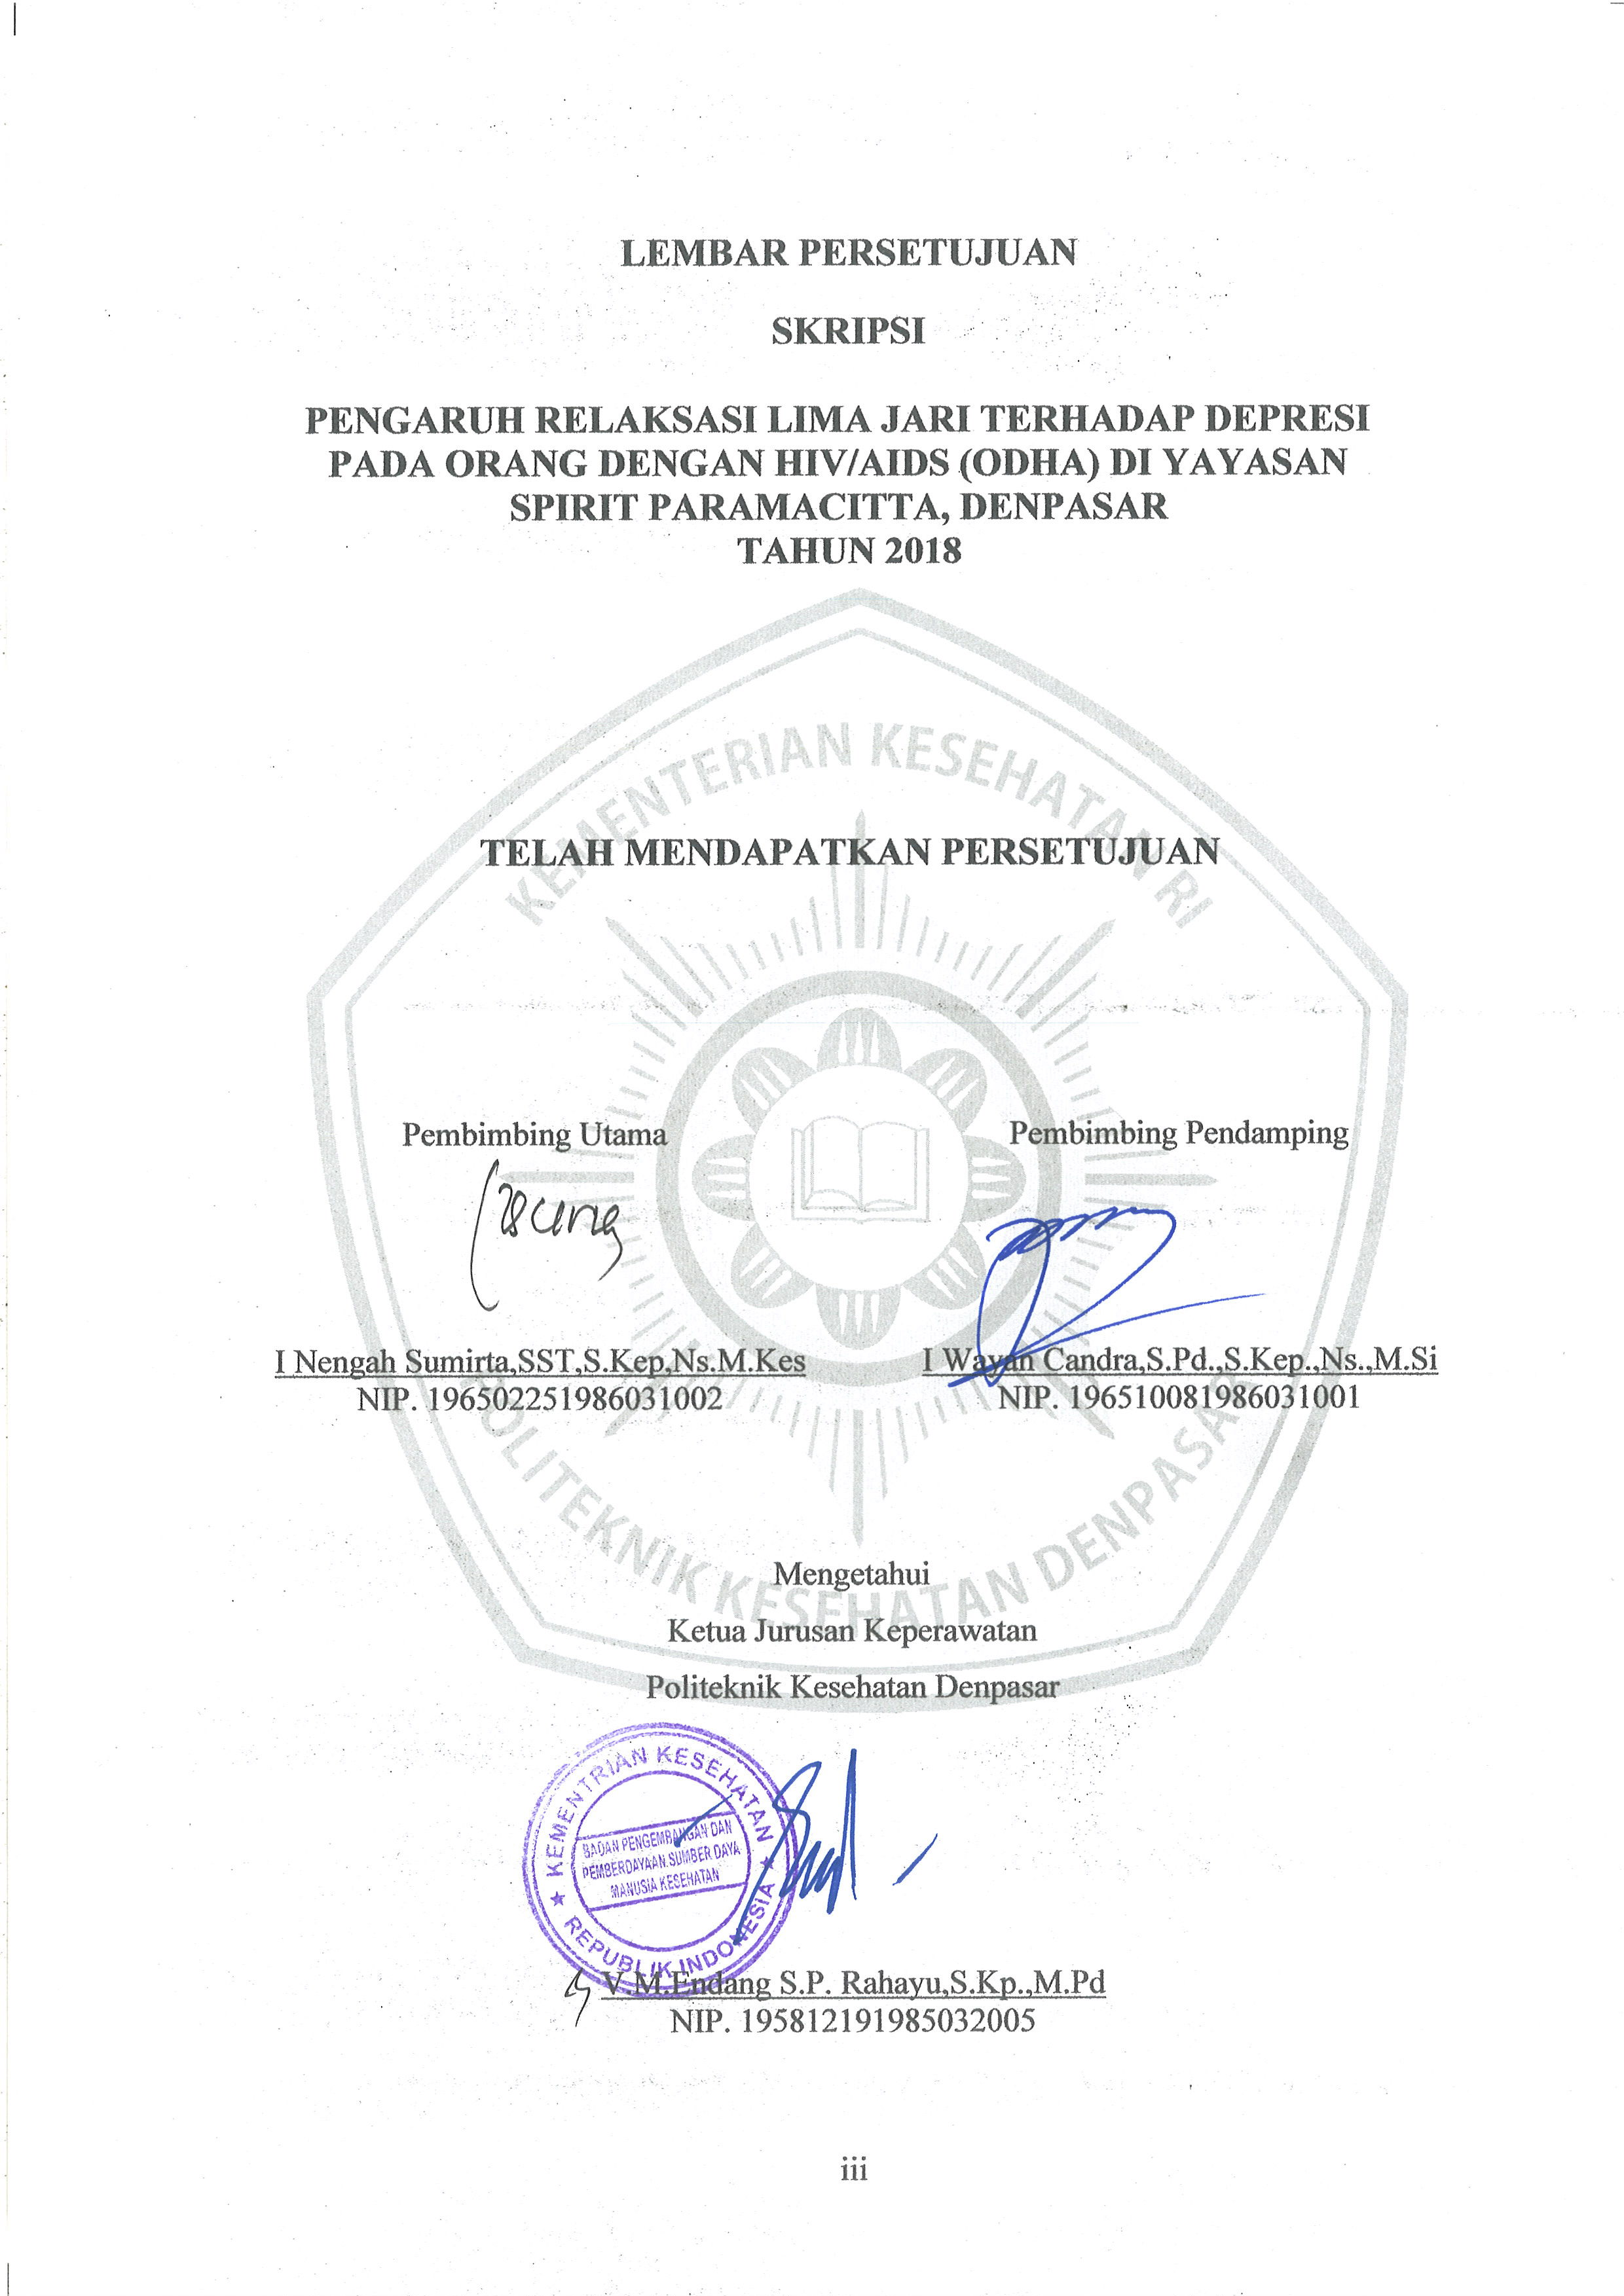 LEMBAR PERSETUJUAN
SKRIPSI
PENGARUH RELAKSASI LIMA JARI TERHADAP DEPRESI
PADA ORANG DENGAN HIV/AIDS (ODHA) DI YAYASAN
SPIRIT PARAMACITTA, DENPASAR
TAHUN 2018
KEMENTERIAN KESEHATAN RI
TELAH MENDAPATKAN PERSETUJUAN
Pembimbing Utama
Pembimbing Pendamping
I Nengah Sumirta,SST,S.Kep,Ns.M.Kes
NIP. 196502251986031002
I Wayan Candra,S.Pd.,S.Kep.,Ns.,M.Si
NIP. 196510081986031001
POLITEKNIK KESEHATAN DENPASAR
Mengetahui
Ketua Jurusan Keperawatan
Politeknik Kesehatan Denpasar
KEMENTRIAN KESEHATAN
BADAN PENGEMBANGAN DAN
PEMBERDAYAAN SUMBER DAYA
MANUSIA KESEHATAN
REPUBLIK INDONESIA
V.M.Endang S.P. Rahayu,S.Kp.,M.Pd
NIP. 195812191985032005
iii